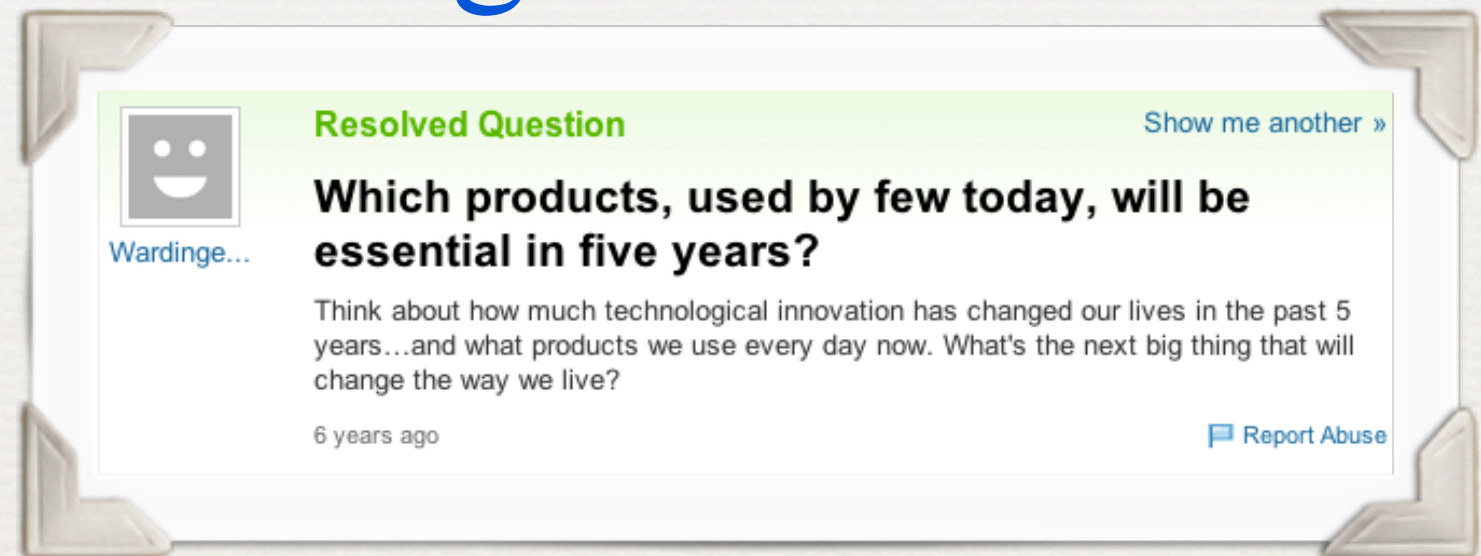 Resolved Question
Show me another »
Which products, used by few today, will be
essential in five years?
Wardinge...
Think about how much technological innovation has changed our lives in the past 5
years...and what products we use every day now. What's the next big thing that will
change the way we live?
6 years ago
Report Abuse